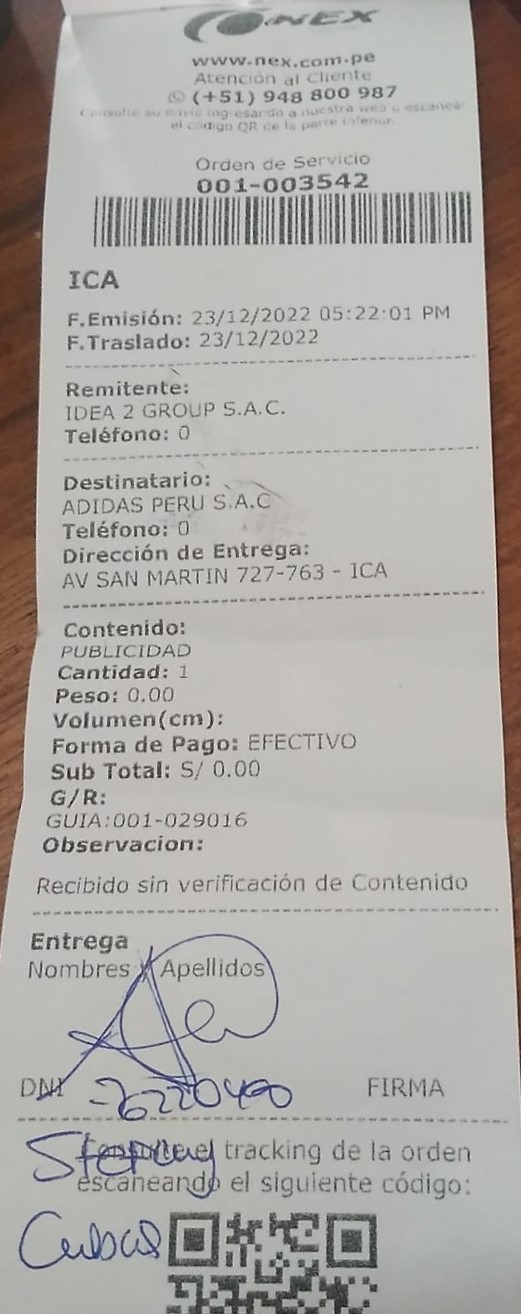 NEX
www.nex.com.pe
Atención al Cliente
(+51) 948 800 987
Consulte su envío ingresando a nuestra web o escanea
el código QR de la parte inferior.
Orden de Servicio
001-003542
ICA
F.Emisión: 23/12/2022 05:22:01 PM
F.Traslado: 23/12/2022
Remitente:
IDEA 2 GROUP S.A.C.
Teléfono: 0
Destinatario:
ADIDAS PERU S.A.C
Teléfono: 0
Dirección de Entrega:
AV SAN MARTIN 727-763 - ICA
Contenido:
PUBLICIDAD
Cantidad: 1
Peso: 0.00
Volumen(cm):
Forma de Pago: EFECTIVO
Sub Total: S/ 0.00
G/R:
GUIA:001-029016
Observacion:
Recibido sin verificación de Contenido
Entrega
Nombres y Apellidos
DNI FIRMA
el tracking de la orden
escaneando el siguiente código: